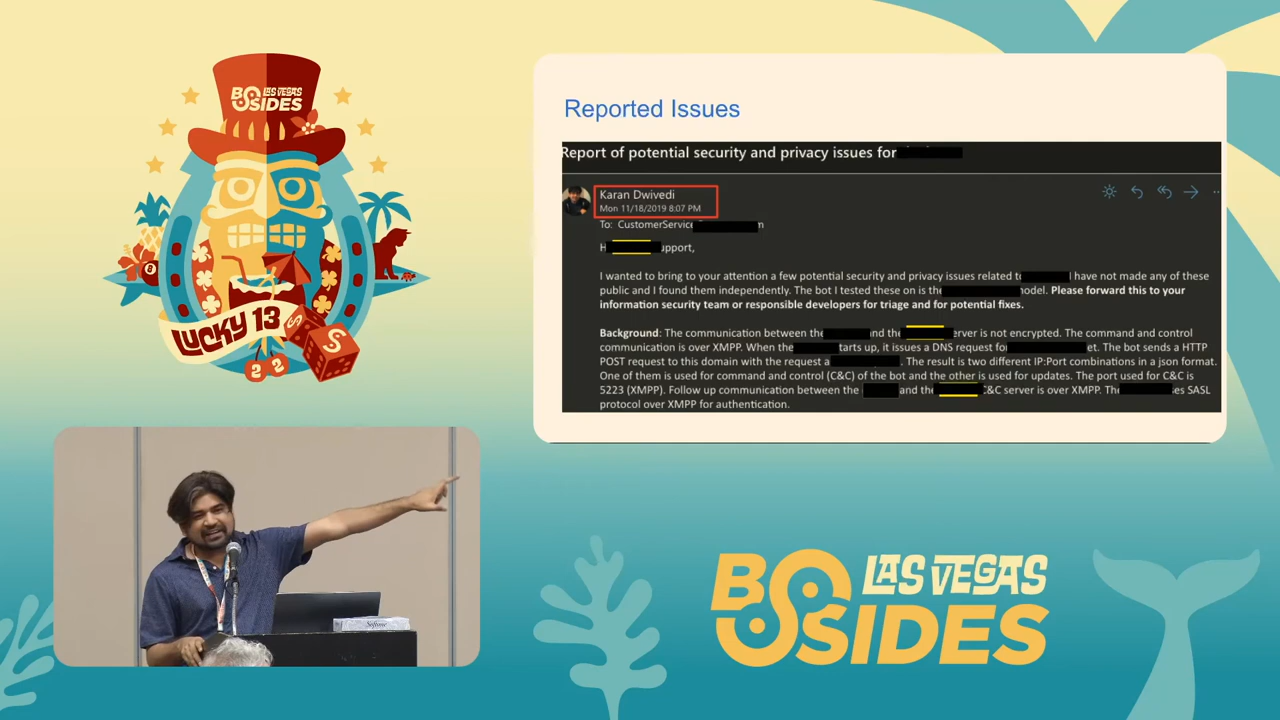 BSIDES LAS VEGAS
LUCKY 13
S
S
8
22
Reported Issues
Report of potential security and privacy issues for
Karan Dwivedi
Mon 11/18/2019 8:07 PM
To: CustomerService m
H upport,
I wanted to bring to your attention a few potential security and privacy issues related t I have not made any of these
public and I found them independently. The bot I tested these on is the odel. Please forward this to your
information security team or responsible developers for triage and for potential fixes.
Background: The communication between the and the erver is not encrypted. The command and control
communication is over XMPP. When the tarts up, it issues a DNS request for et. The bot sends a HTTP
POST request to this domain with the request a . The result is two different IP:Port combinations in a json format.
One of them is used for command and control (C&C) of the bot and the other is used for updates. The port used for C&C is
5223 (XMPP). Follow up communication between the and the C&C server is over XMPP. The es SASL
protocol over XMPP for authentication.
Softone
BSIDES LAS VEGAS